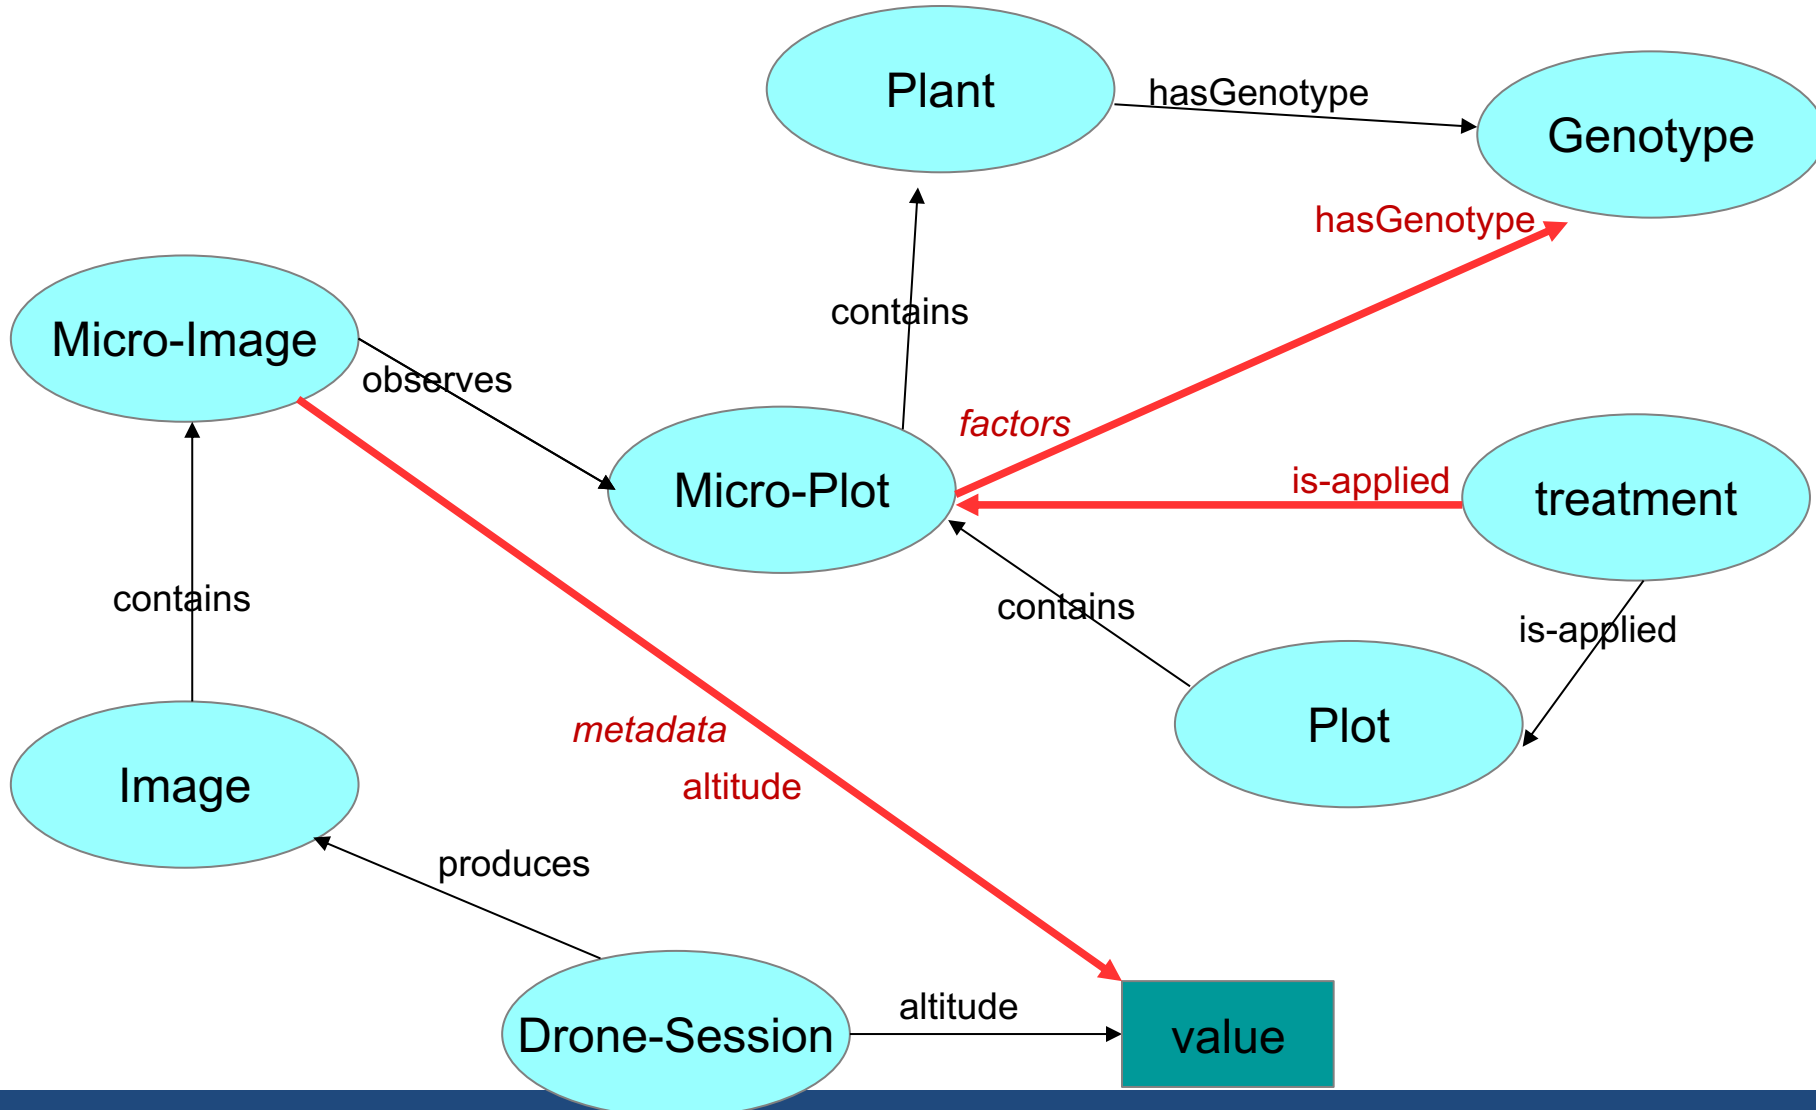 Plant
hasGenotype
Genotype
hasGenotype
contains
Micro-Image
observes
factors
Micro-Plot
is-applied
treatment
contains
contains
is-applied
Plot
metadata
altitude
Image
produces
altitude
Drone-Session
value